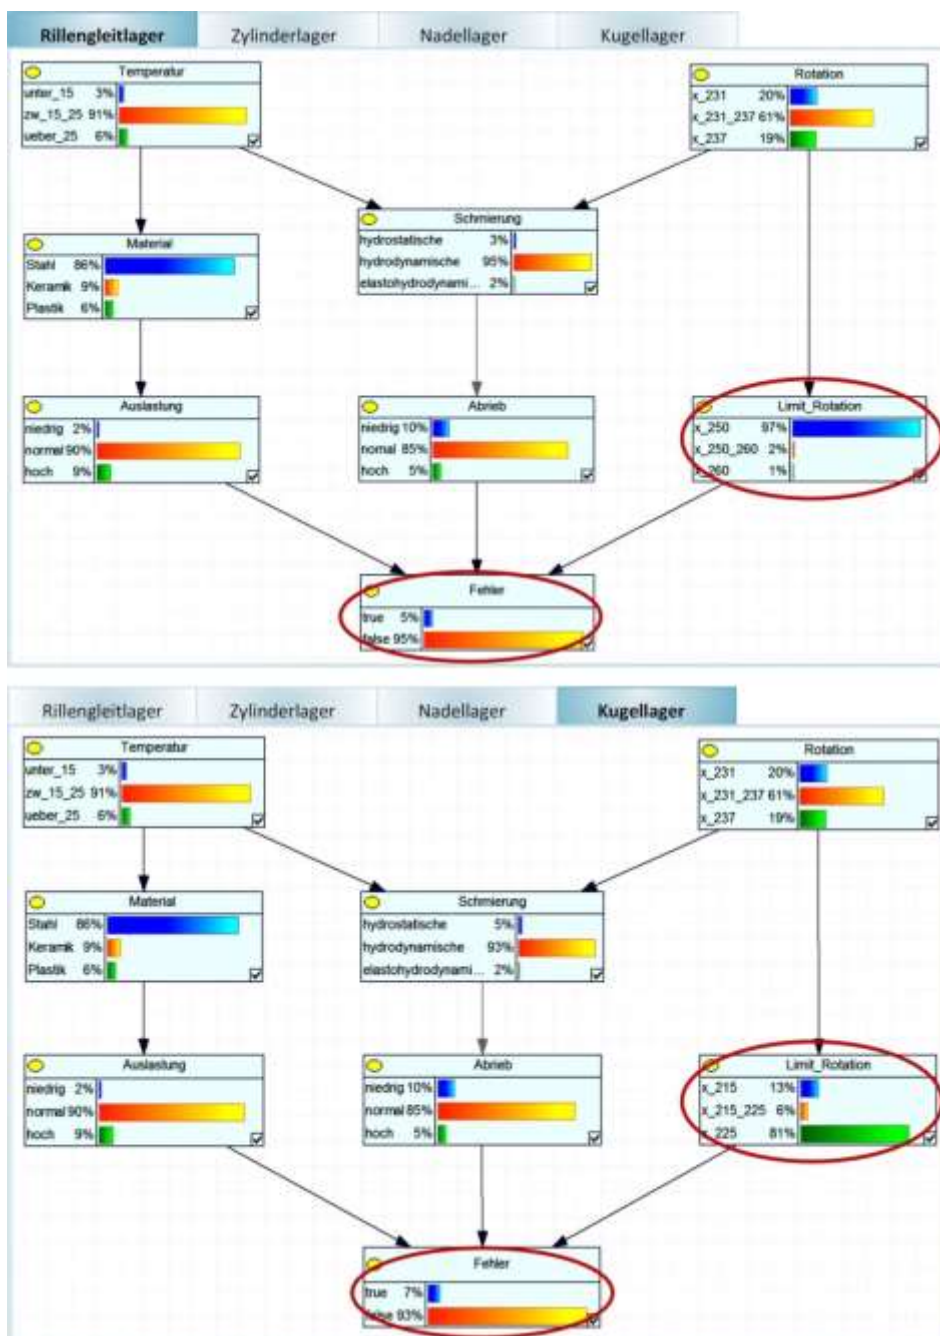 Rillengleitlager Zylinderlager Nadellager Kugellager
Temperatur
unter_15 3%
zw_15_25 91%
ueber_25 6%
Rotation
x_231 20%
x_231_237 61%
x_237 19%
Schmierung
hydrostatische 3%
hydrodynamische 95%
elastohydrodynami... 2%
Material
Stahl 86%
Keramik 9%
Plastik 6%
Auslastung
niedrig 2%
normal 90%
hoch 9%
Abrieb
niedrig 10%
nomal 85%
hoch 5%
Limit_Rotation
x_250 97%
x_250_260 2%
x_260 1%
Fehler
true 5%
false 95%
Rillengleitlager Zylinderlager Nadellager Kugellager
Temperatur
unter_15 3%
zw_15_25 91%
ueber_25 6%
Rotation
x_231 20%
x_231_237 61%
x_237 19%
Material
Stahl 86%
Keramik 9%
Plastik 6%
Schmierung
hydrostatische 5%
hydrodynamische 93%
elastohydrodynami... 2%
Auslastung
niedrig 2%
normal 90%
hoch 9%
Abrieb
niedrig 10%
normal 85%
hoch 5%
Limit_Rotation
x_215 13%
x_215_225 6%
x_225 81%
Fehler
true 7%
false 93%